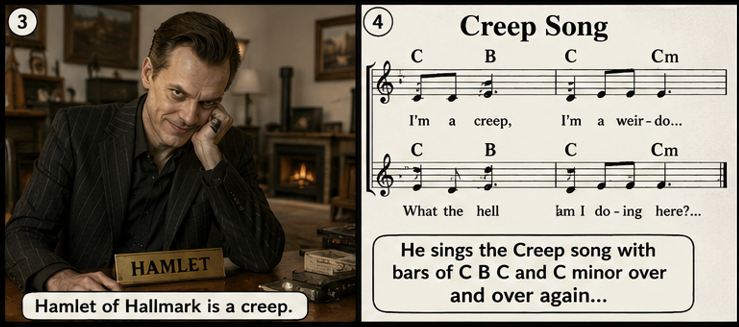 3
HAMLET
Hamlet of Hallmark is a creep.
4
Creep Song
C B C Cm
I'm a creep, I'm a weir-do...
C B C Cm
What the hell am I do-ing here?...
He sings the Creep song with
bars of C B C and C minor over
and over again...